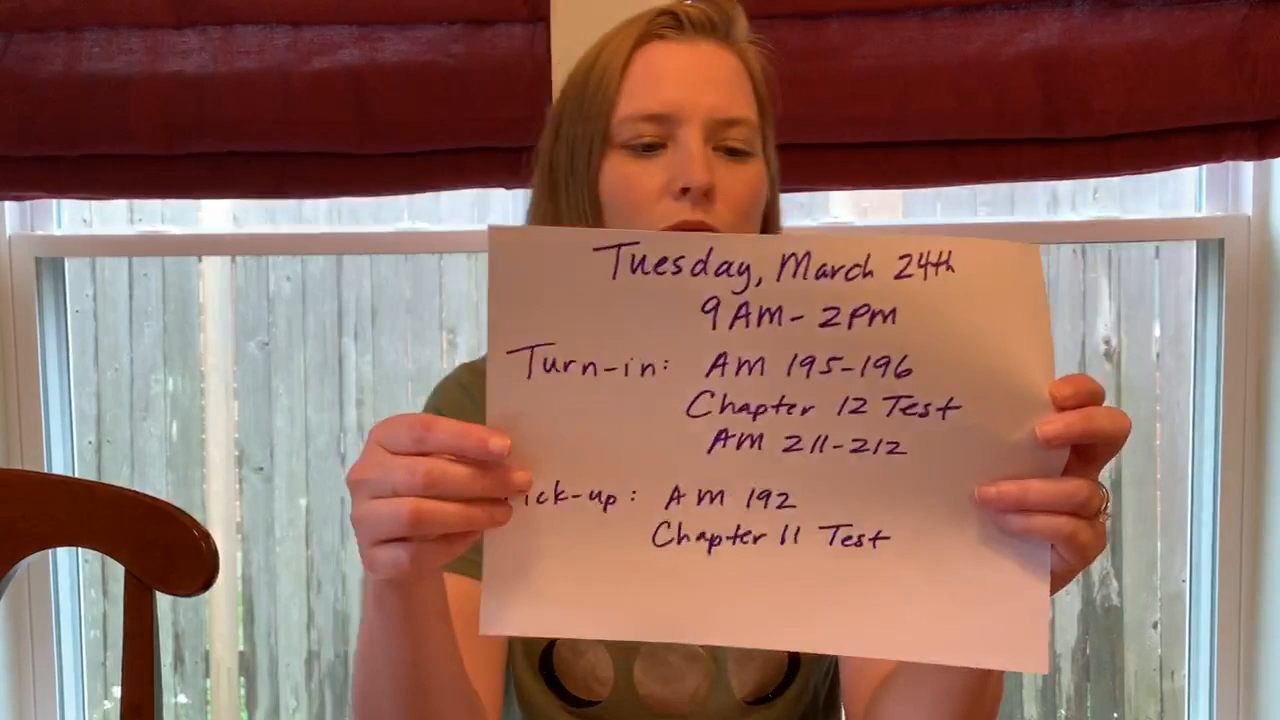 Tuesday, March 24th
9AM-2PM
Turn-in: AM 195-196
Chapter 12 Test
AM 211-212
ick-up: AM 192
Chapter 11 Test